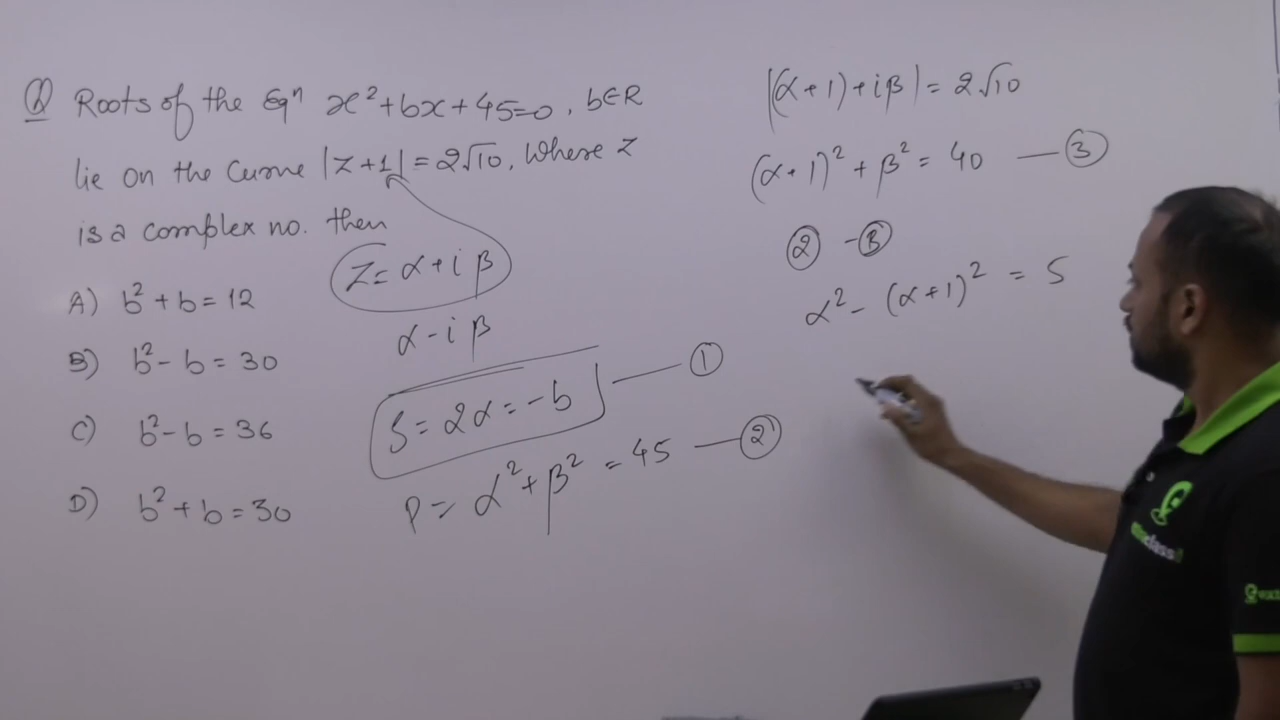 Q Roots of the Eqⁿ x²+bx+45=0, b∈R
lie on the Curve |z+1| = 2√10, Where z
is a complex no. then
A) b²+b = 12
B) b²-b = 30
C) b²-b = 36
D) b²+b = 30
z= α+iβ
α-iβ
S= 2α = -b — ①
P= α²+β² = 45 — ②
|(α+1)+iβ| = 2√10
(α+1)²+β² = 40 — ③
② - ③
α² - (α+1)² = 5